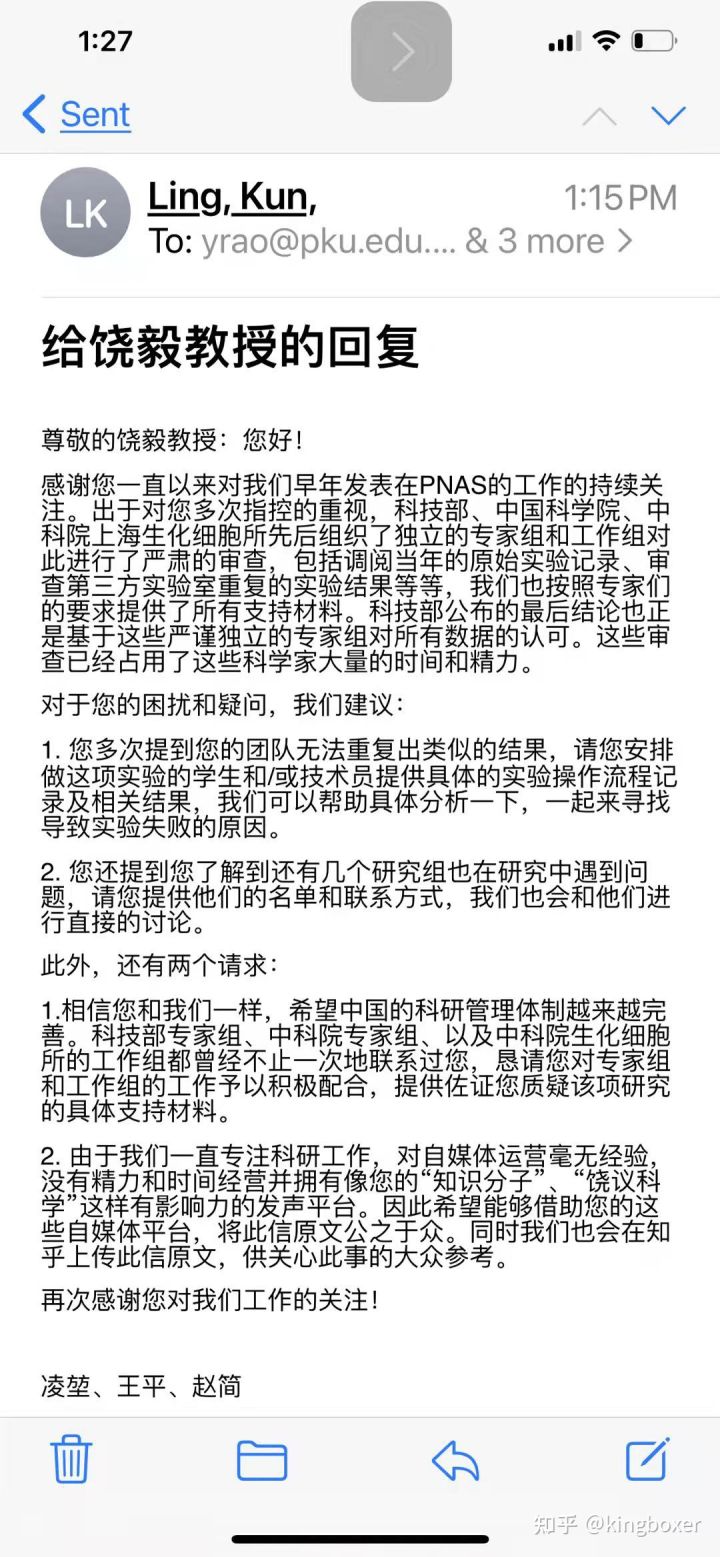 1:27
Sent
LK
Ling, Kun,
1:15 PM
To: yrao@pku.edu.... & 3 more
给饶毅教授的回复
尊敬的饶毅教授：您好！
感谢您一直以来对我们早年发表在PNAS的工作的持续关
注。出于对您多次指控的重视，科技部、中国科学院、中
科院上海生化细胞所先后组织了独立的专家组和工作组对
此进行了严肃的审查，包括调阅当年的原始实验记录、审
查第三方实验室重复的实验结果等等，我们也按照专家们
的要求提供了所有支持材料。科技部公布的最后结论也正
是基于这些严谨独立的专家组对所有数据的认可。这些审
查已经占用了这些科学家大量的时间和精力。
对于您的困扰和疑问，我们建议：
1. 您多次提到您的团队无法重复出类似的结果，请您安排
做这项实验的学生和/或技术员提供具体的实验操作流程记
录及相关结果，我们可以帮助具体分析一下，一起来寻找
导致实验失败的原因。
2. 您还提到您了解到还有几个研究组也在研究中遇到问
题，请您提供他们的名单和联系方式，我们也会和他们进
行直接的讨论。
此外，还有两个请求：
1.相信您和我们一样，希望中国的科研管理体制越来越完
善。科技部专家组、中科院专家组、以及中科院生化细胞
所的工作组都曾经不止一次地联系过您，恳请您对专家组
和工作组的工作予以积极配合，提供佐证您质疑该项研究
的具体支持材料。
2. 由于我们一直专注科研工作，对自媒体运营毫无经验，
没有精力和时间经营并拥有像您的“知识分子”、“饶议科
学”这样有影响力的发声平台。因此希望能够借助您的这
些自媒体平台，将此信原文公之于众。同时我们也会在知
乎上传此信原文，供关心此事的大众参考。
再次感谢您对我们工作的关注！
凌堃、王平、赵简
知乎 @kingboxer